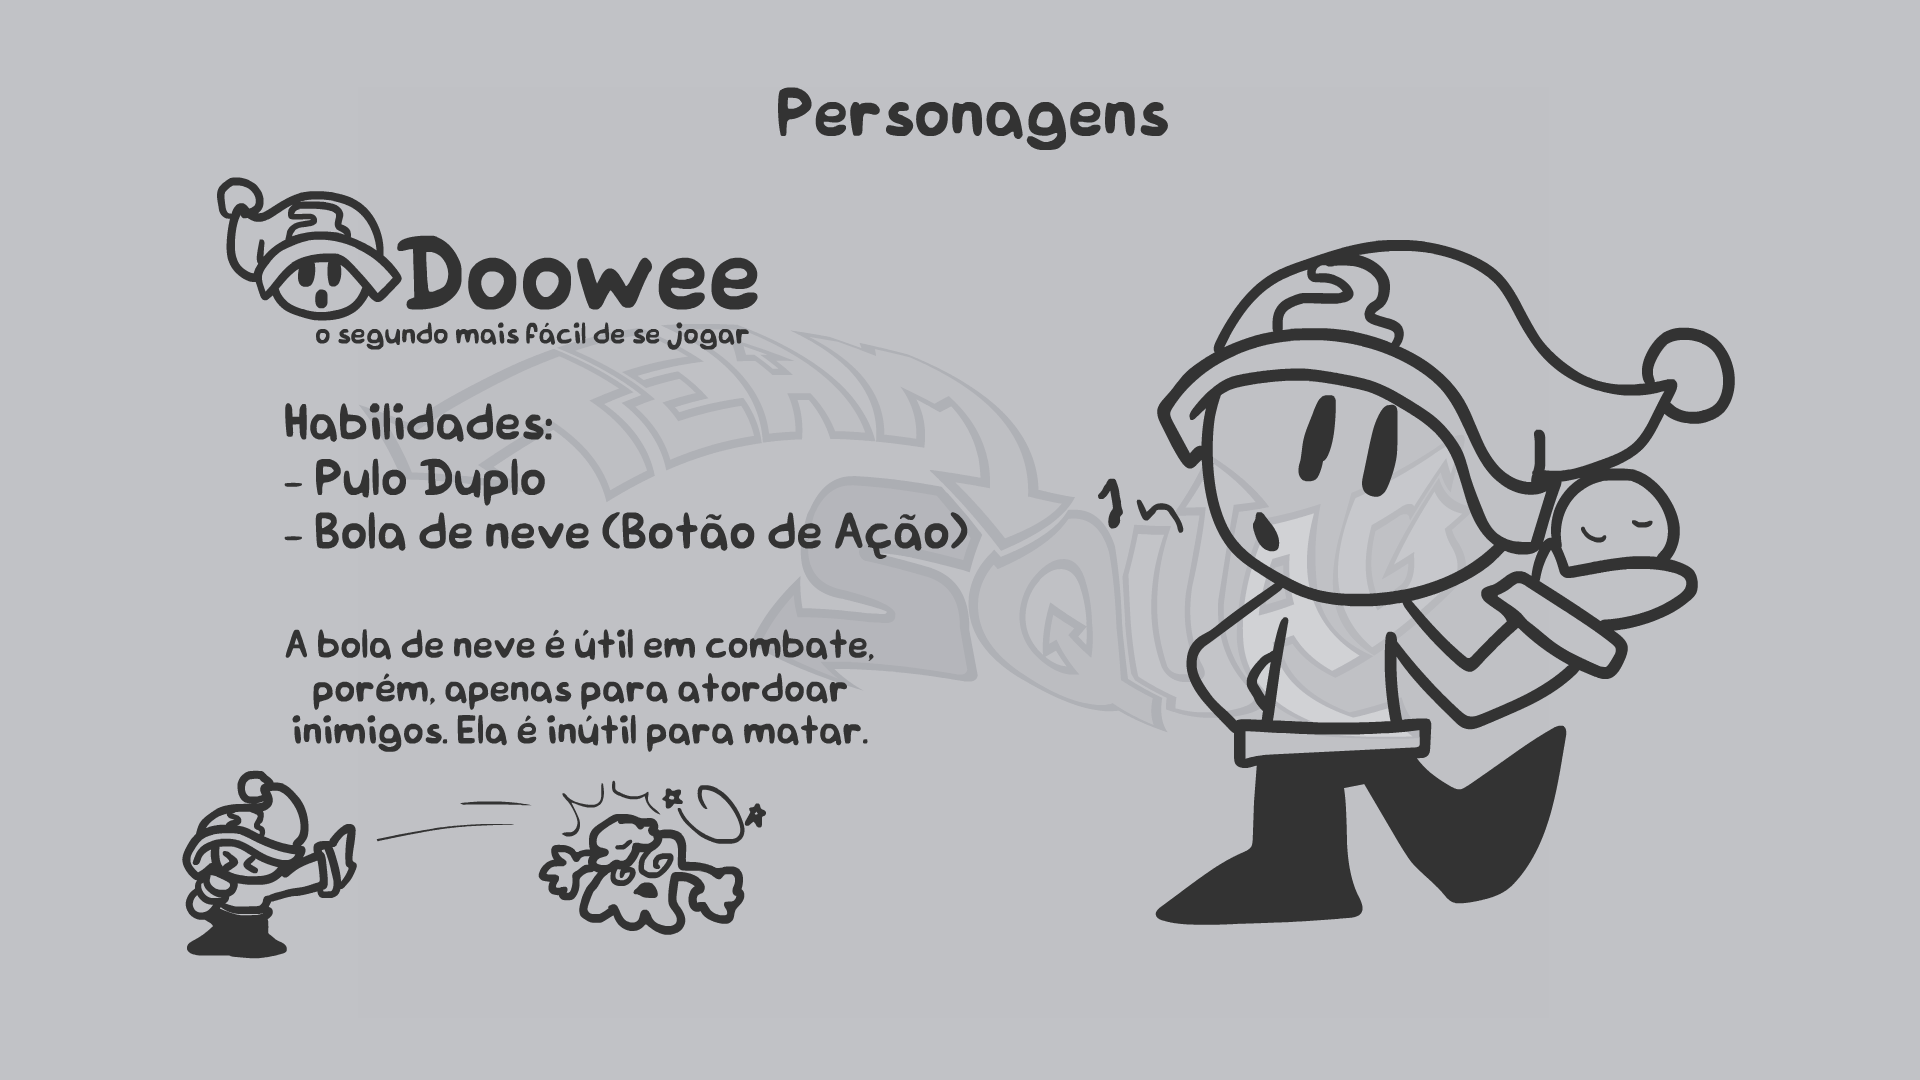 Personagens
Doowee
o segundo mais fácil de se jogar
Habilidades:
- Pulo Duplo
- Bola de neve (Botão de Ação)
A bola de neve é útil em combate,
porém, apenas para atordoar
inimigos. Ela é inútil para matar.
TEAM
SQUAG